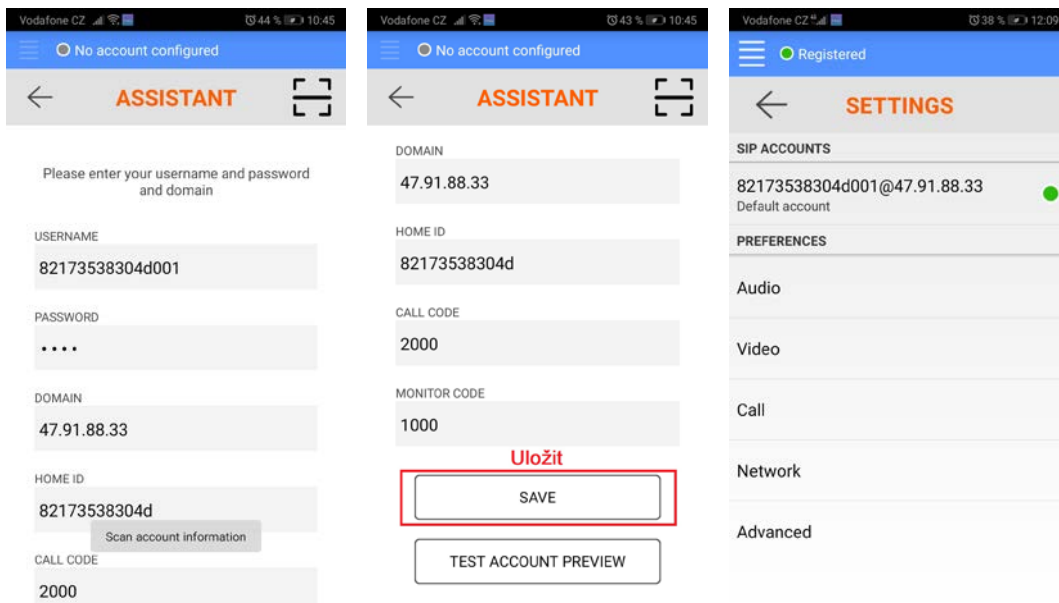 Vodafone CZ 44 % 10:45
No account configured
ASSISTANT
Please enter your username and password
and domain
USERNAME
82173538304d001
PASSWORD
••••
DOMAIN
47.91.88.33
HOME ID
82173538304d
Scan account information
CALL CODE
2000
Vodafone CZ 43 % 10:45
No account configured
ASSISTANT
DOMAIN
47.91.88.33
HOME ID
82173538304d
CALL CODE
2000
MONITOR CODE
1000
Uložit
SAVE
TEST ACCOUNT PREVIEW
Vodafone CZ 38 % 12:09
Registered
SETTINGS
SIP ACCOUNTS
82173538304d001@47.91.88.33
Default account
PREFERENCES
Audio
Video
Call
Network
Advanced